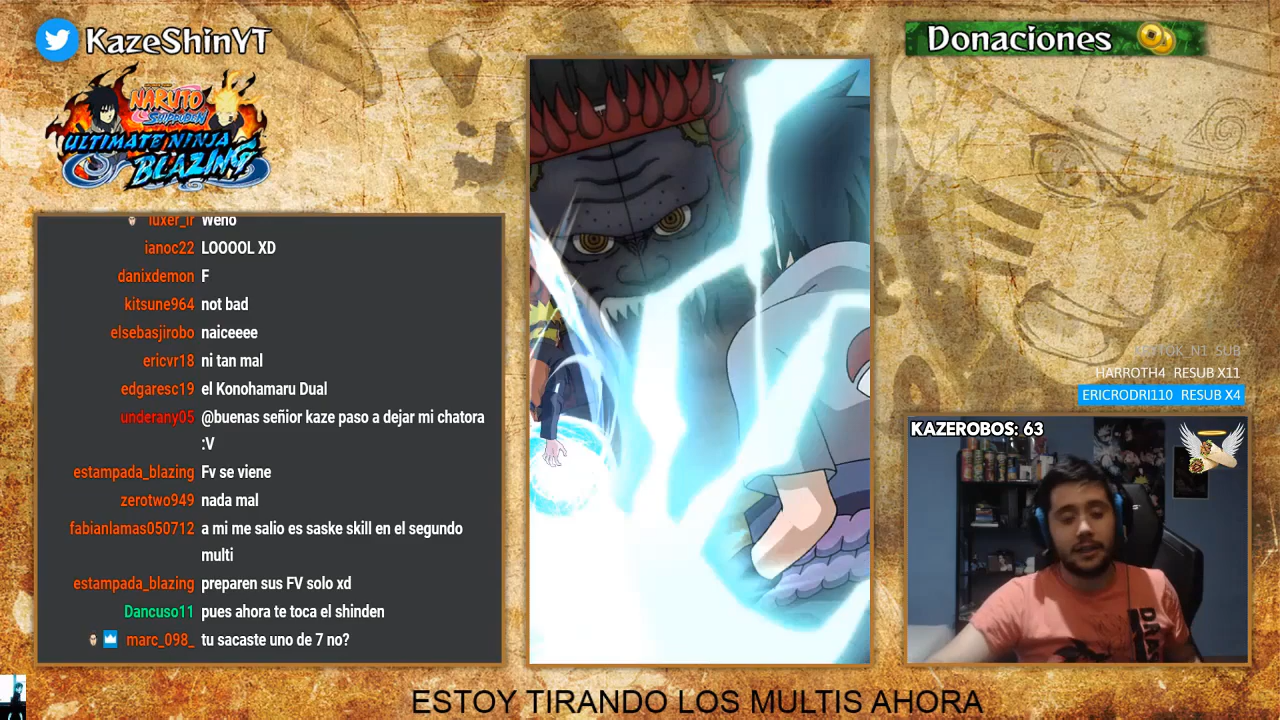 KazeShinYT
NARUTO
SHIPPUDEN
ULTIMATE NINJA
BLAZING
Donaciones
luxer_ir Weno
ianoc22 LOOOOL XD
danixdemon F
kitsune964 not bad
elsebasjirobo naiceeee
ericvr18 ni tan mal
edgaresc19 el Konohamaru Dual
underany05 @buenas señior kaze paso a dejar mi chatora
:V
estampada_blazing Fv se viene
zerotwo949 nada mal
fabianlamas050712 a mi me salio es saske skill en el segundo
multi
estampada_blazing preparen sus FV solo xd
Dancuso11 pues ahora te toca el shinden
marc_098_ tu sacaste uno de 7 no?
N1 SUB
HARROTH4 RESUB X11
ERICRODRI110 RESUB X4
KAZEROBOS: 63
ESTOY TIRANDO LOS MULTIS AHORA